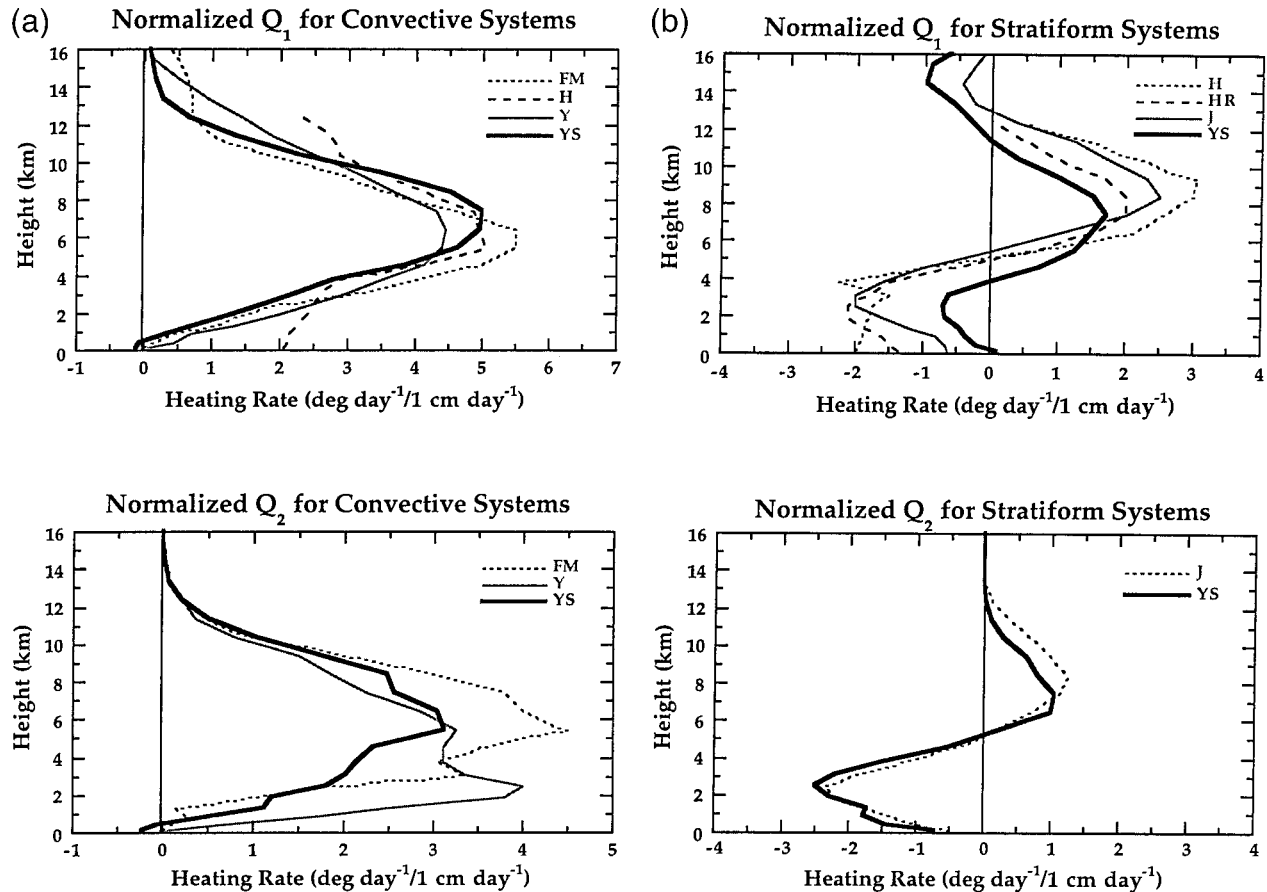 (a)
Normalized Q1 for Convective Systems
16
14
12
10
8
6
4
2
0
Height (km)
FM
H
Y
YS
-1 0 1 2 3 4 5 6 7
Heating Rate (deg day-1/1 cm day-1)
(b)
Normalized Q1 for Stratiform Systems
16
14
12
10
8
6
4
2
0
Height (km)
H
HR
J
YS
-4 -3 -2 -1 0 1 2 3 4
Heating Rate (deg day-1/1 cm day-1)
Normalized Q2 for Convective Systems
16
14
12
10
8
6
4
2
0
Height (km)
FM
Y
YS
-1 0 1 2 3 4 5
Heating Rate (deg day-1/1 cm day-1)
Normalized Q2 for Stratiform Systems
16
14
12
10
8
6
4
2
0
Height (km)
J
YS
-4 -3 -2 -1 0 1 2 3 4
Heating Rate (deg day-1/1 cm day-1)